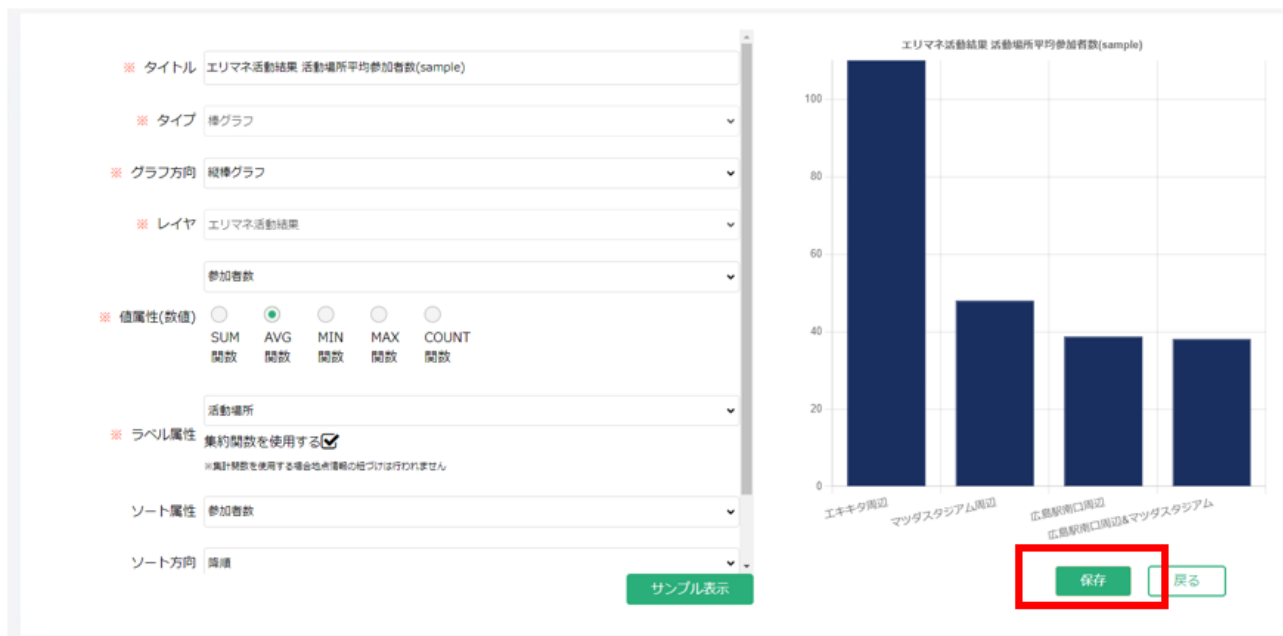 ※ タイトル エリマネ活動結果 活動場所平均参加者数(sample)
※ タイプ 棒グラフ
※ グラフ方向 縦棒グラフ
※ レイヤ エリマネ活動結果
参加者数
※ 値属性(数値)
SUM AVG MIN MAX COUNT
関数 関数 関数 関数 関数
活動場所
※ ラベル属性 集約関数を使用する
※集計関数を使用する場合地点情報の紐づけは行われません
ソート属性 参加者数
ソート方向 降順
サンプル表示
エリマネ活動結果 活動場所平均参加者数(sample)
100
80
60
40
20
0
エキキタ周辺
マツダスタジアム周辺
広島駅南口周辺
広島駅南口周辺&マツダスタジアム
保存 戻る